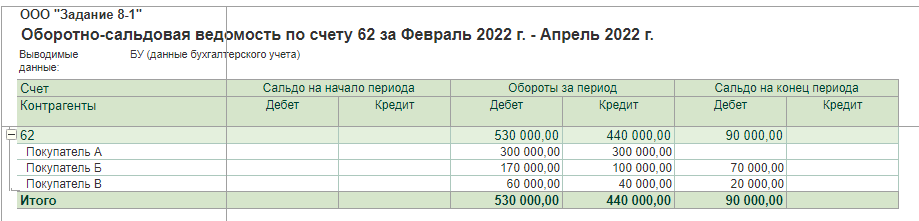 ООО "Задание 8-1"
Оборотно-сальдовая ведомость по счету 62 за Февраль 2022 г. - Апрель 2022 г.
Выводимые данные: БУ (данные бухгалтерского учета)
Счет Сальдо на начало периода Обороты за период Сальдо на конец периода
Контрагенты Дебет Кредит Дебет Кредит Дебет Кредит
62 530 000,00 440 000,00 90 000,00
Покупатель А 300 000,00 300 000,00
Покупатель Б 170 000,00 100 000,00 70 000,00
Покупатель В 60 000,00 40 000,00 20 000,00
Итого 530 000,00 440 000,00 90 000,00